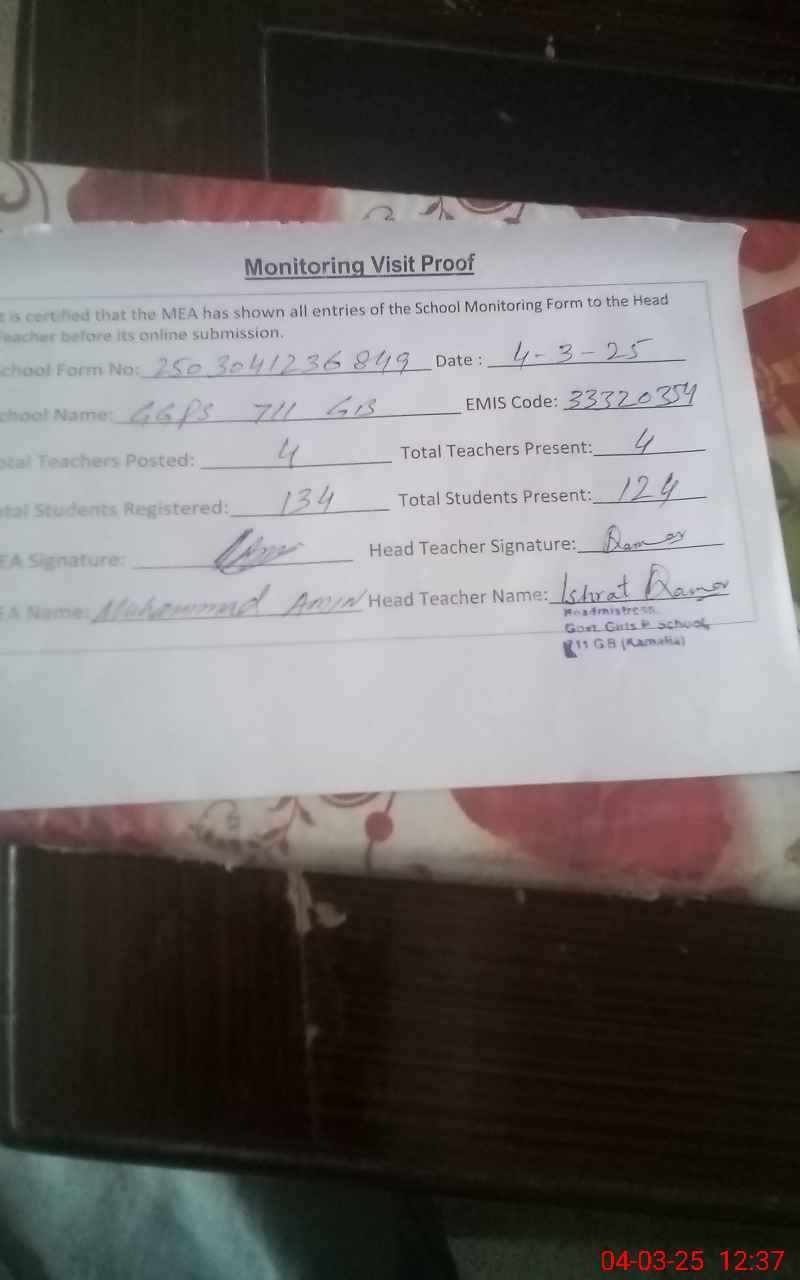 Monitoring Visit Proof
t is certified that the MEA has shown all entries of the School Monitoring Form to the Head
eacher before its online submission.
chool Form No: 2503041236849 Date : 4-3-25
chool Name: GGPS 711 GB EMIS Code: 33320354
otal Teachers Posted: 4 Total Teachers Present: 4
tal Students Registered: 134 Total Students Present: 124
EA Signature: Head Teacher Signature:
EA Name: Muhammad Amin Head Teacher Name: Ishrat Qamar
Headmistress
Govt. Girls P. School
711 G.B (Kamalia)
04-03-25 12:37